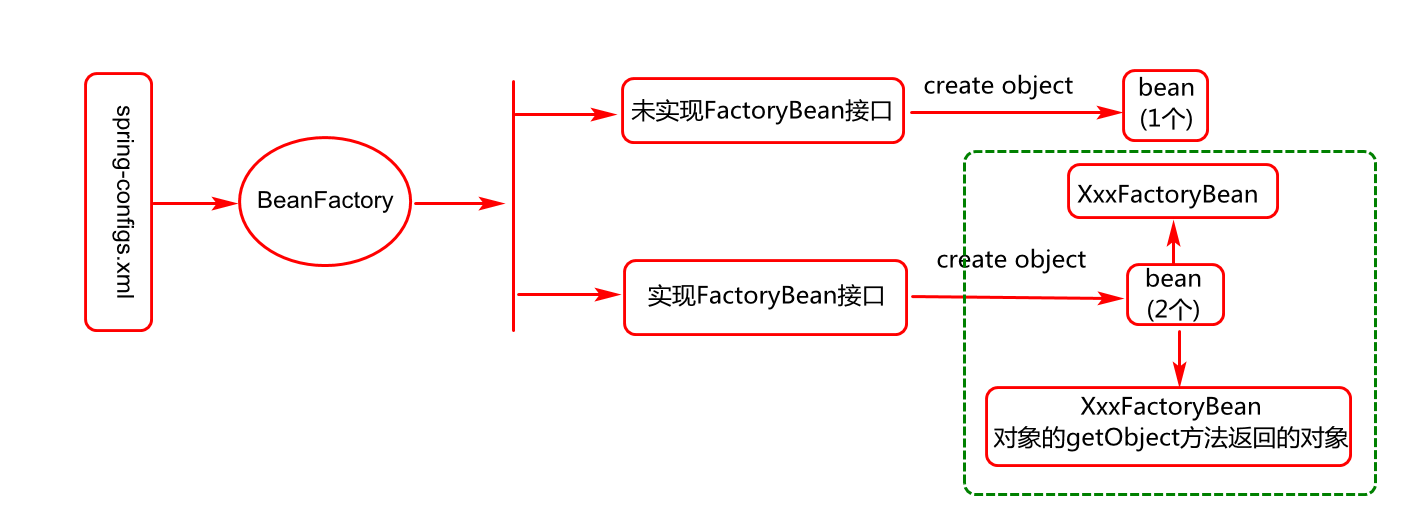 spring-configs.xml
BeanFactory
未实现FactoryBean接口
create object
bean
(1个)
实现FactoryBean接口
create object
XxxFactoryBean
bean
(2个)
XxxFactoryBean
对象的getObject方法返回的对象